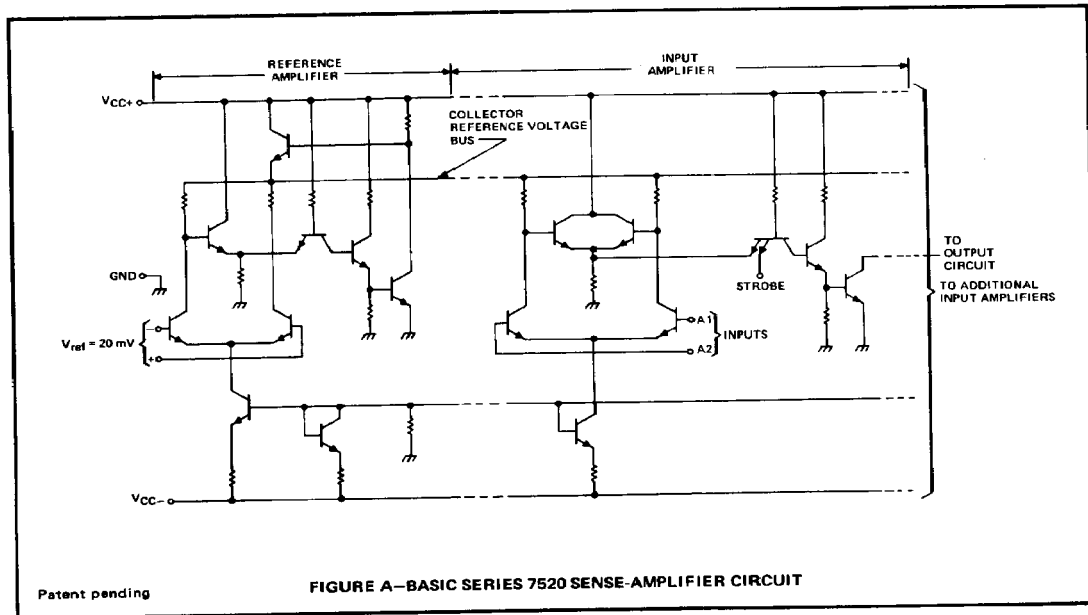 REFERENCE
AMPLIFIER
INPUT
AMPLIFIER
VCC+
COLLECTOR
REFERENCE VOLTAGE
BUS
GND
STROBE
TO
OUTPUT
CIRCUIT
TO ADDITIONAL
INPUT AMPLIFIERS
Vref = 20 mV
-
+
A1
INPUTS
A2
VCC-
Patent pending
FIGURE A—BASIC SERIES 7520 SENSE-AMPLIFIER CIRCUIT